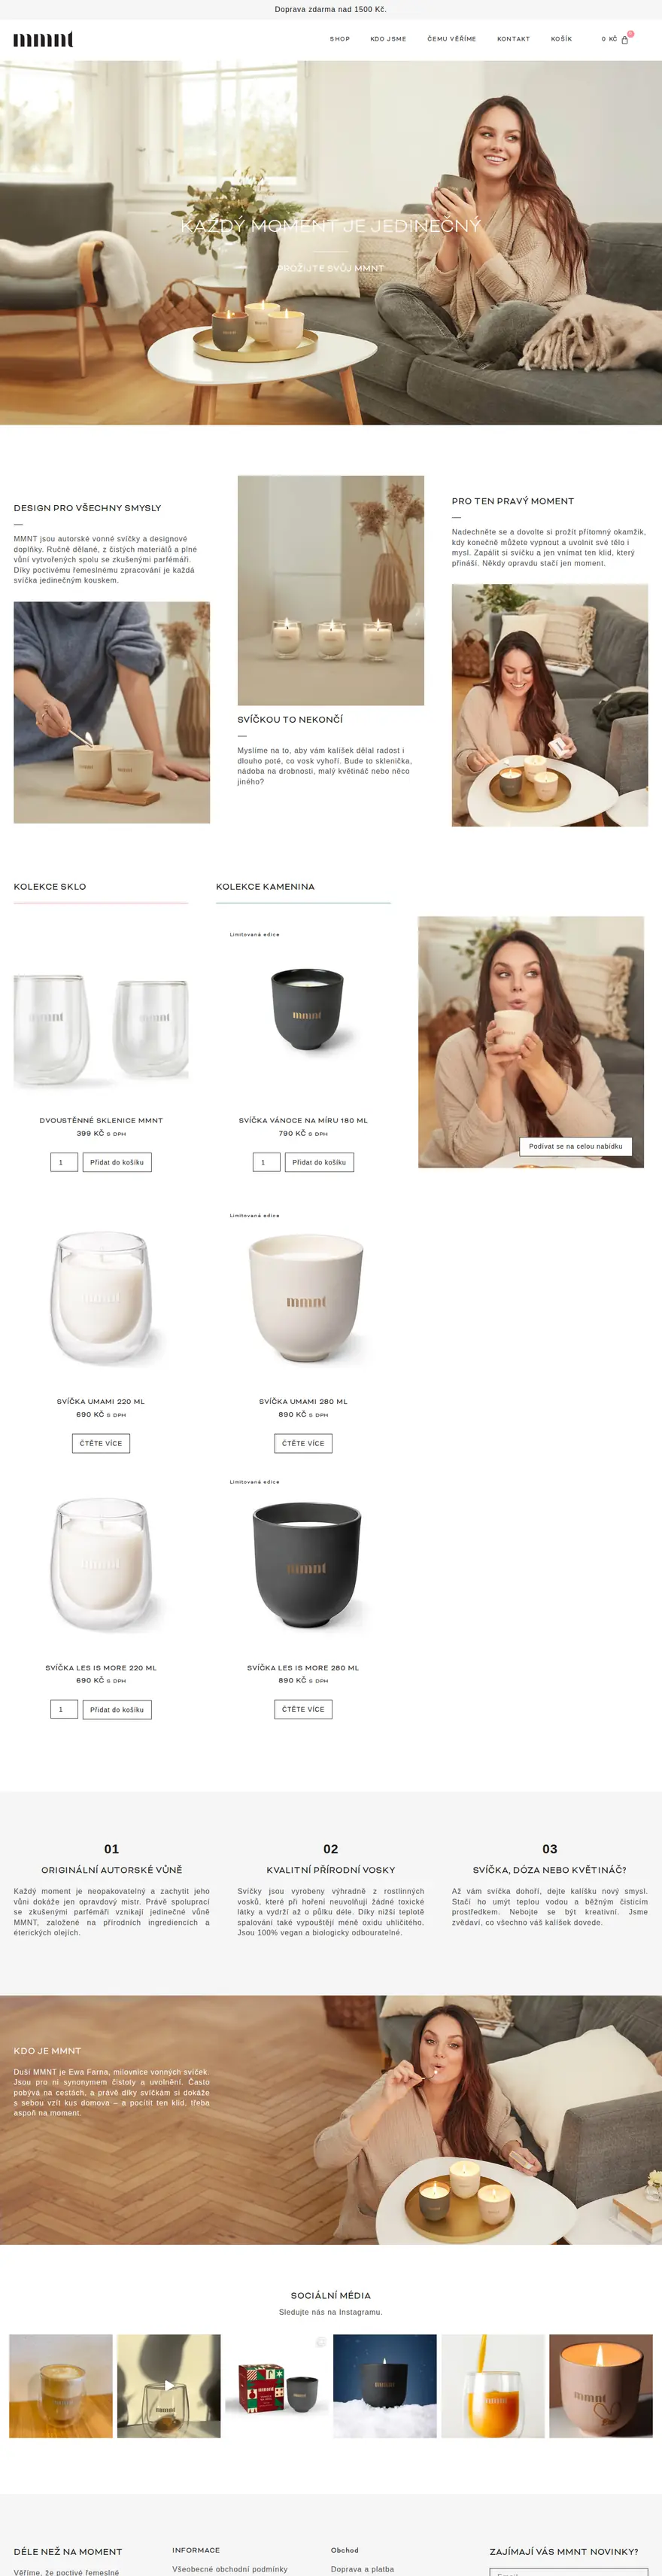 Doprava zdarma nad 1500 Kč.
mmnt
SHOP KDO JSME ČEMU VĚŘÍME KONTAKT KOŠÍK 0 KČ
KAŽDÝ MOMENT JE JEDINEČNÝ
PROŽIJTE SVŮJ MMNT
DESIGN PRO VŠECHNY SMYSLY
MMNT jsou autorské vonné svíčky a designové
doplňky. Ručně dělané, z čistých materiálů a plné
vůní vytvořených spolu se zkušenými parfémáři.
Díky poctivému řemeslnému zpracování je každá
svíčka jedinečným kouskem.
SVÍČKOU TO NEKONČÍ
Myslíme na to, aby vám kalíšek dělal radost i
dlouho poté, co vosk vyhoří. Bude to sklenička,
nádoba na drobnosti, malý květináč nebo něco
jiného?
PRO TEN PRAVÝ MOMENT
Nadechněte se a dovolte si prožít přítomný okamžik,
kdy konečně můžete vypnout a uvolnit své tělo i
mysl. Zapálit si svíčku a jen vnímat ten klid, který
přináší. Někdy opravdu stačí jen moment.
KOLEKCE SKLO
KOLEKCE KAMENINA
Limitovaná edice
mmnt
mmnt
mmnt
DVOUSTĚNNÉ SKLENICE MMNT
399 KČ S DPH
1 Přidat do košíku
SVÍČKA VÁNOCE NA MÍRU 180 ML
790 KČ S DPH
1 Přidat do košíku
Podívat se na celou nabídku
Limitovaná edice
mmnt
mmnt
SVÍČKA UMAMI 220 ML
690 KČ S DPH
ČTĚTE VÍCE
SVÍČKA UMAMI 280 ML
890 KČ S DPH
ČTĚTE VÍCE
Limitovaná edice
mmnt
mmnt
SVÍČKA LES IS MORE 220 ML
690 KČ S DPH
1 Přidat do košíku
SVÍČKA LES IS MORE 280 ML
890 KČ S DPH
ČTĚTE VÍCE
01
ORIGINÁLNÍ AUTORSKÉ VŮNĚ
Každý moment je neopakovatelný a zachytit jeho
vůni dokáže jen opravdový mistr. Právě spoluprací
se zkušenými parfémáři vznikají jedinečné vůně
MMNT, založené na přírodních ingrediencích a
éterických olejích.
02
KVALITNÍ PŘÍRODNÍ VOSKY
Svíčky jsou vyrobeny výhradně z rostlinných
vosků, které při hoření neuvolňují žádné toxické
látky a vydrží až o půlku déle. Díky nižší teplotě
spalování také vypouštějí méně oxidu uhličitého.
Jsou 100% vegan a biologicky odbouratelné.
03
SVÍČKA, DÓZA NEBO KVĚTINÁČ?
Až vám svíčka dohoří, dejte kalíšku nový smysl.
Stačí ho umýt teplou vodou a běžným čisticím
prostředkem. Nebojte se být kreativní. Jsme
zvědaví, co všechno váš kalíšek dovede.
KDO JE MMNT
Duší MMNT je Ewa Farna, milovnice vonných svíček.
Jsou pro ni synonymem čistoty a uvolnění. Často
pobývá na cestách, a právě díky svíčkám si dokáže
s sebou vzít kus domova – a pocítit ten klid, třeba
aspoň na moment.
SOCIÁLNÍ MÉDIA
Sledujte nás na Instagramu.
DÉLE NEŽ NA MOMENT
Věříme, že poctivé řemeslné
INFORMACE
Všeobecné obchodní podmínky
Obchod
Doprava a platba
ZAJÍMAJÍ VÁS MMNT NOVINKY?